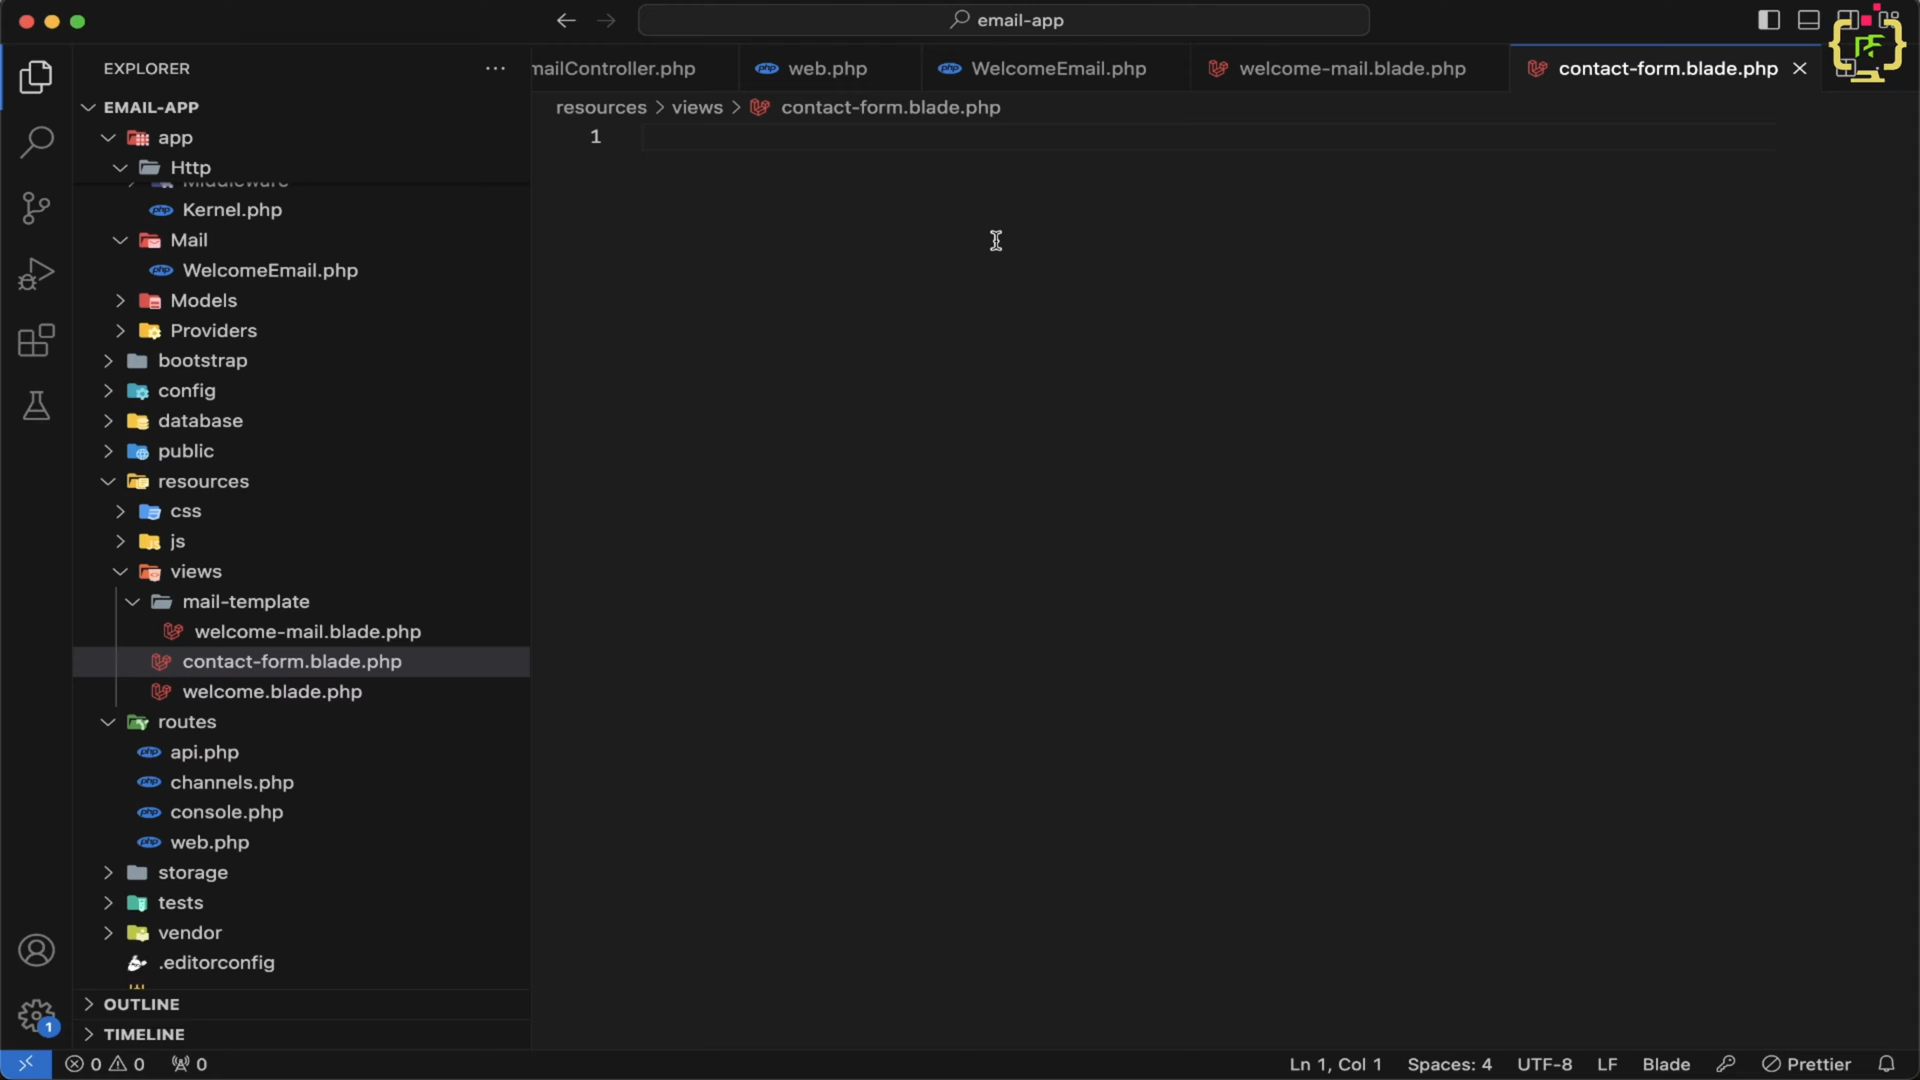 email-app
EXPLORER
mailController.php
web.php
WelcomeEmail.php
welcome-mail.blade.php
contact-form.blade.php
EMAIL-APP
resources > views > contact-form.blade.php
1
app
Http
Middleware
Kernel.php
Mail
WelcomeEmail.php
Models
Providers
bootstrap
config
database
public
resources
css
js
views
mail-template
welcome-mail.blade.php
contact-form.blade.php
welcome.blade.php
routes
api.php
channels.php
console.php
web.php
storage
tests
vendor
.editorconfig
OUTLINE
TIMELINE
1
0 0 0
Ln 1, Col 1
Spaces: 4
UTF-8
LF
Blade
Prettier